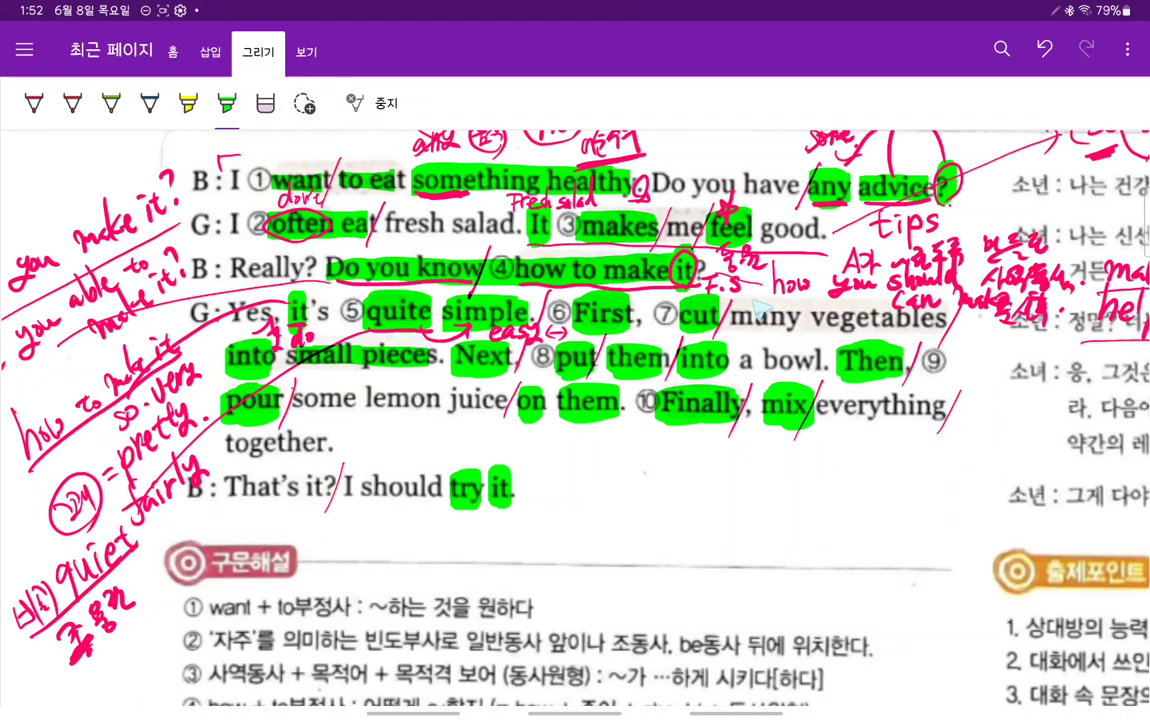 1:52 6월 8일 목요일 79%
최근 페이지 홈 삽입 그리기 보기
중지
B : I ①want to eat something healthy. Do you have any advice?
don't
Fresh salad
tips
G : I ②often eat fresh salad. It ③makes me feel good.
B : Really? Do you know ④how to make it?
how you should
can make
G : Yes, it's ⑤quite simple. ⑥First, ⑦cut many vegetables
easy
into small pieces. Next, ⑧put them into a bowl. Then, ⑨
pour some lemon juice on them. ⑩Finally, mix everything
together.
B : That's it? I should try it.
you make it?
you able to
make it?
how to make it
so. very
= pretty.
fairly
비교) quiet
조용한
소년 : 나는 건강
소녀 : 나는 신선
거든
소년 : 정말?
소녀 : 응, 그것은
라. 다음에
약간의 레
소년 : 그게 다야
구문해설
① want + to부정사 : ~하는 것을 원하다
② '자주'를 의미하는 빈도부사로 일반동사 앞이나 조동사, be동사 뒤에 위치한다.
③ 사역동사 + 목적어 + 목적격 보어 (동사원형) : ~가 …하게 시키다[하다]
출제포인트
1. 상대방의 능력
2. 대화에서 쓰인
3. 대화 속 문장의